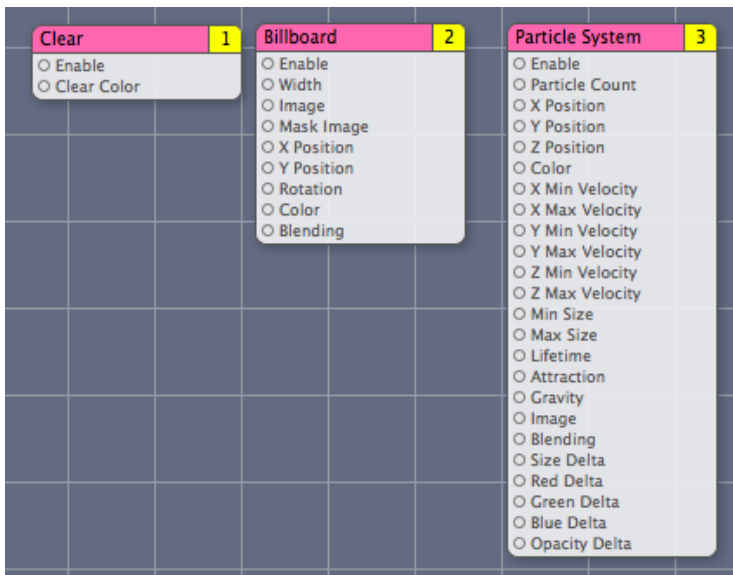 Clear 1
Enable
Clear Color
Billboard 2
Enable
Width
Image
Mask Image
X Position
Y Position
Rotation
Color
Blending
Particle System 3
Enable
Particle Count
X Position
Y Position
Z Position
Color
X Min Velocity
X Max Velocity
Y Min Velocity
Y Max Velocity
Z Min Velocity
Z Max Velocity
Min Size
Max Size
Lifetime
Attraction
Gravity
Image
Blending
Size Delta
Red Delta
Green Delta
Blue Delta
Opacity Delta